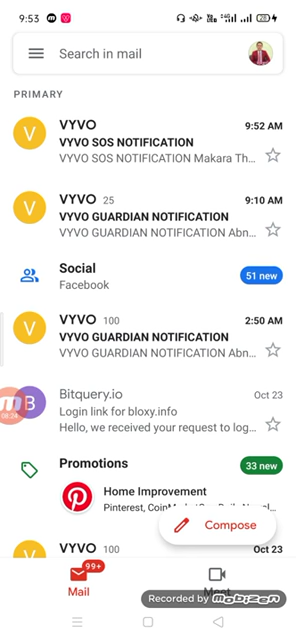 9:53
28
Search in mail
PRIMARY
VYVO 9:52 AM
VYVO SOS NOTIFICATION
VYVO SOS NOTIFICATION Makara Th...
VYVO 25 9:10 AM
VYVO GUARDIAN NOTIFICATION
VYVO GUARDIAN NOTIFICATION Abn...
Social
51 new
Facebook
VYVO 100 2:50 AM
VYVO GUARDIAN NOTIFICATION
VYVO GUARDIAN NOTIFICATION Abn...
Bitquery.io Oct 23
Login link for bloxy.info
Hello, we received your request to log...
08:24
Promotions
33 new
Home Improvement
Pinterest,
Compose
VYVO 100 Oct 23
99+
Mail
Recorded by mobizen